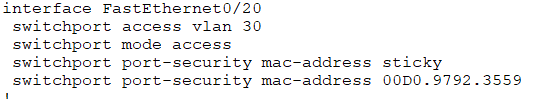 interface FastEthernet0/20
switchport access vlan 30
switchport mode access
switchport port-security mac-address sticky
switchport port-security mac-address 00D0.9792.3559
!